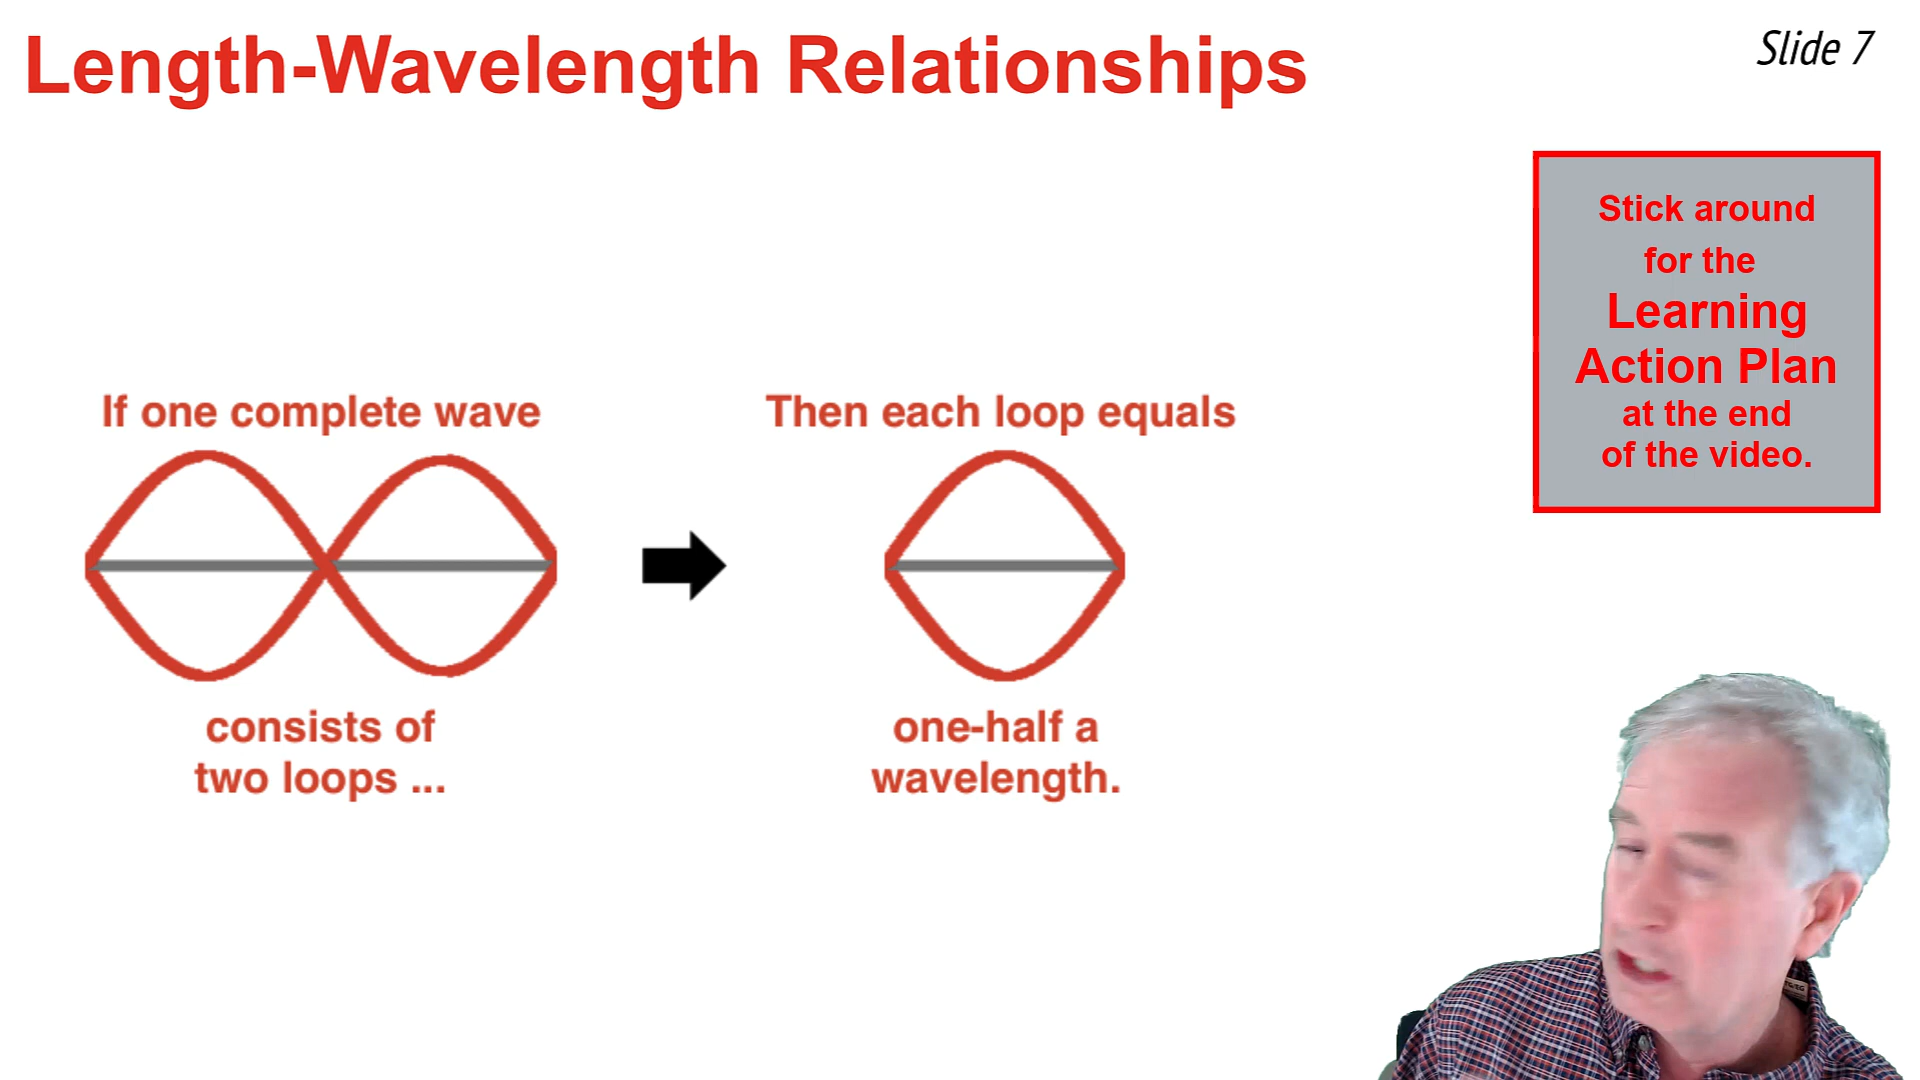 Length-Wavelength Relationships
Slide 7
Stick around
for the
Learning
Action Plan
at the end
of the video.
If one complete wave
consists of
two loops ...
Then each loop equals
one-half a
wavelength.